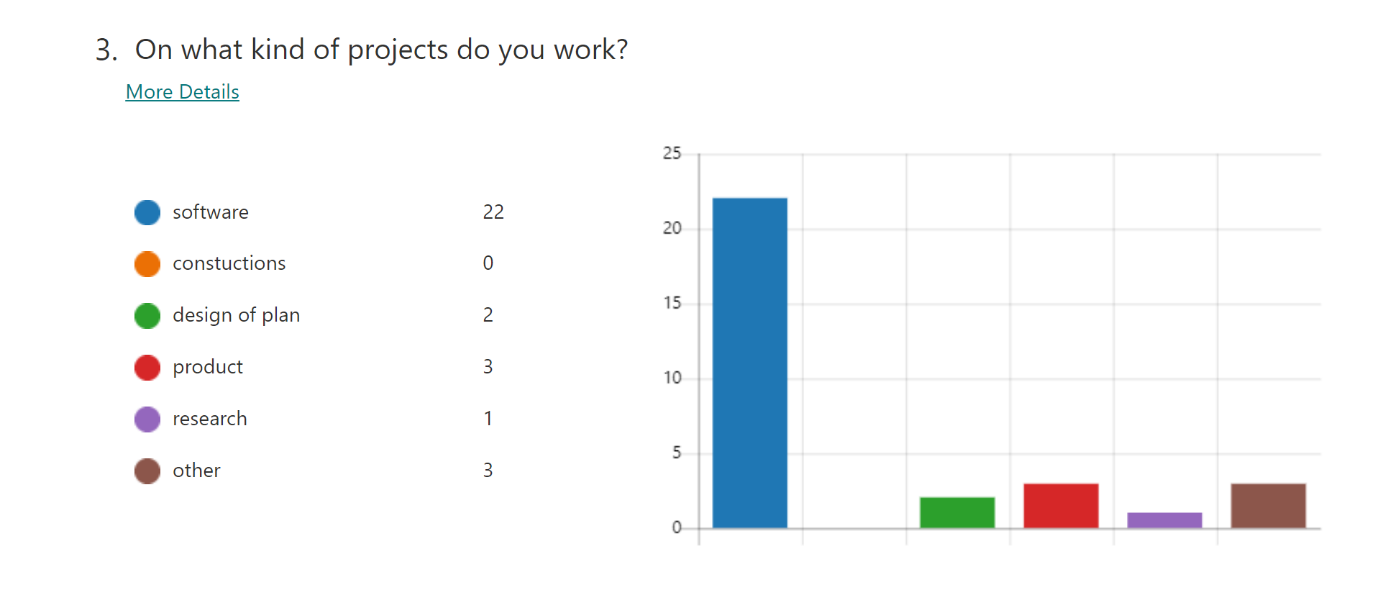 3. On what kind of projects do you work?
More Details
software 22
constuctions 0
design of plan 2
product 3
research 1
other 3
25
20
15
10
5
0